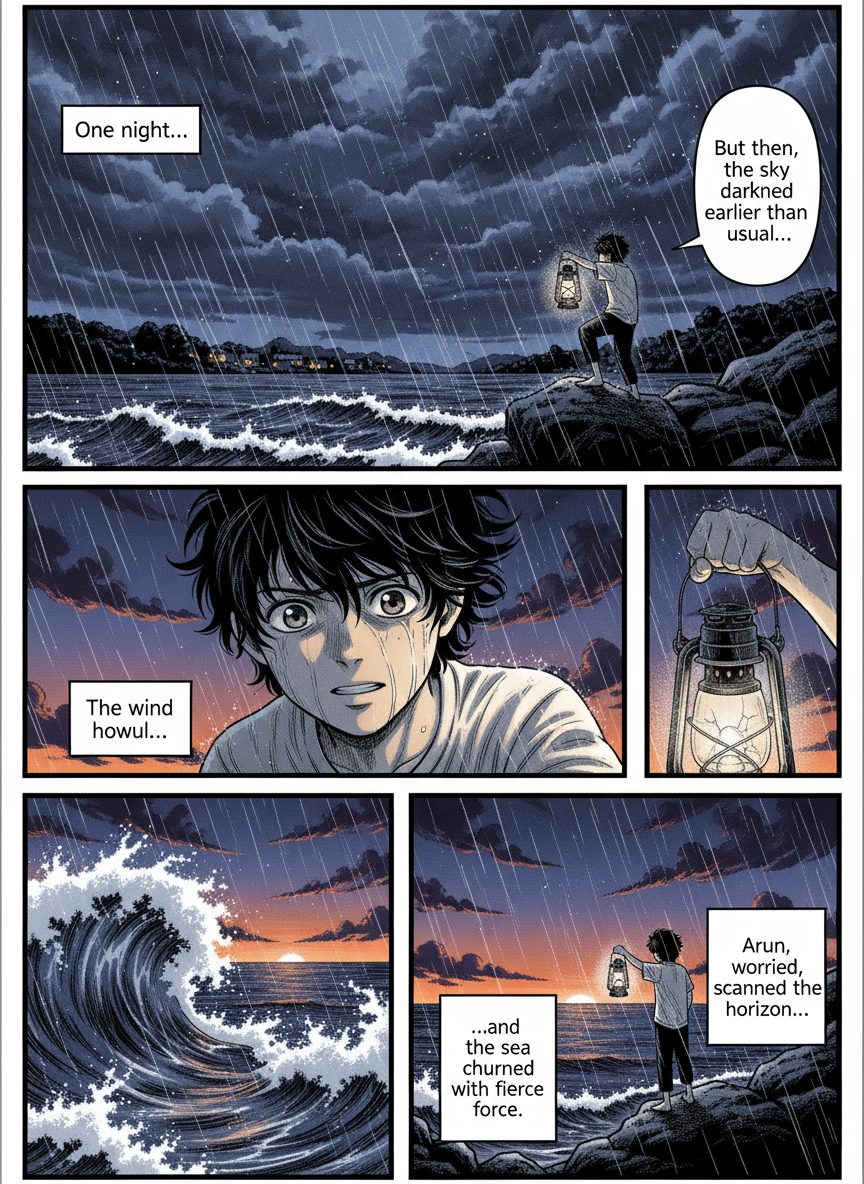 One night...
But then,
the sky
darkned
earlier than
usual...
The wind
howul...
...and
the sea
churned
with fierce
force.
Arun,
worried,
scanned the
horizon...